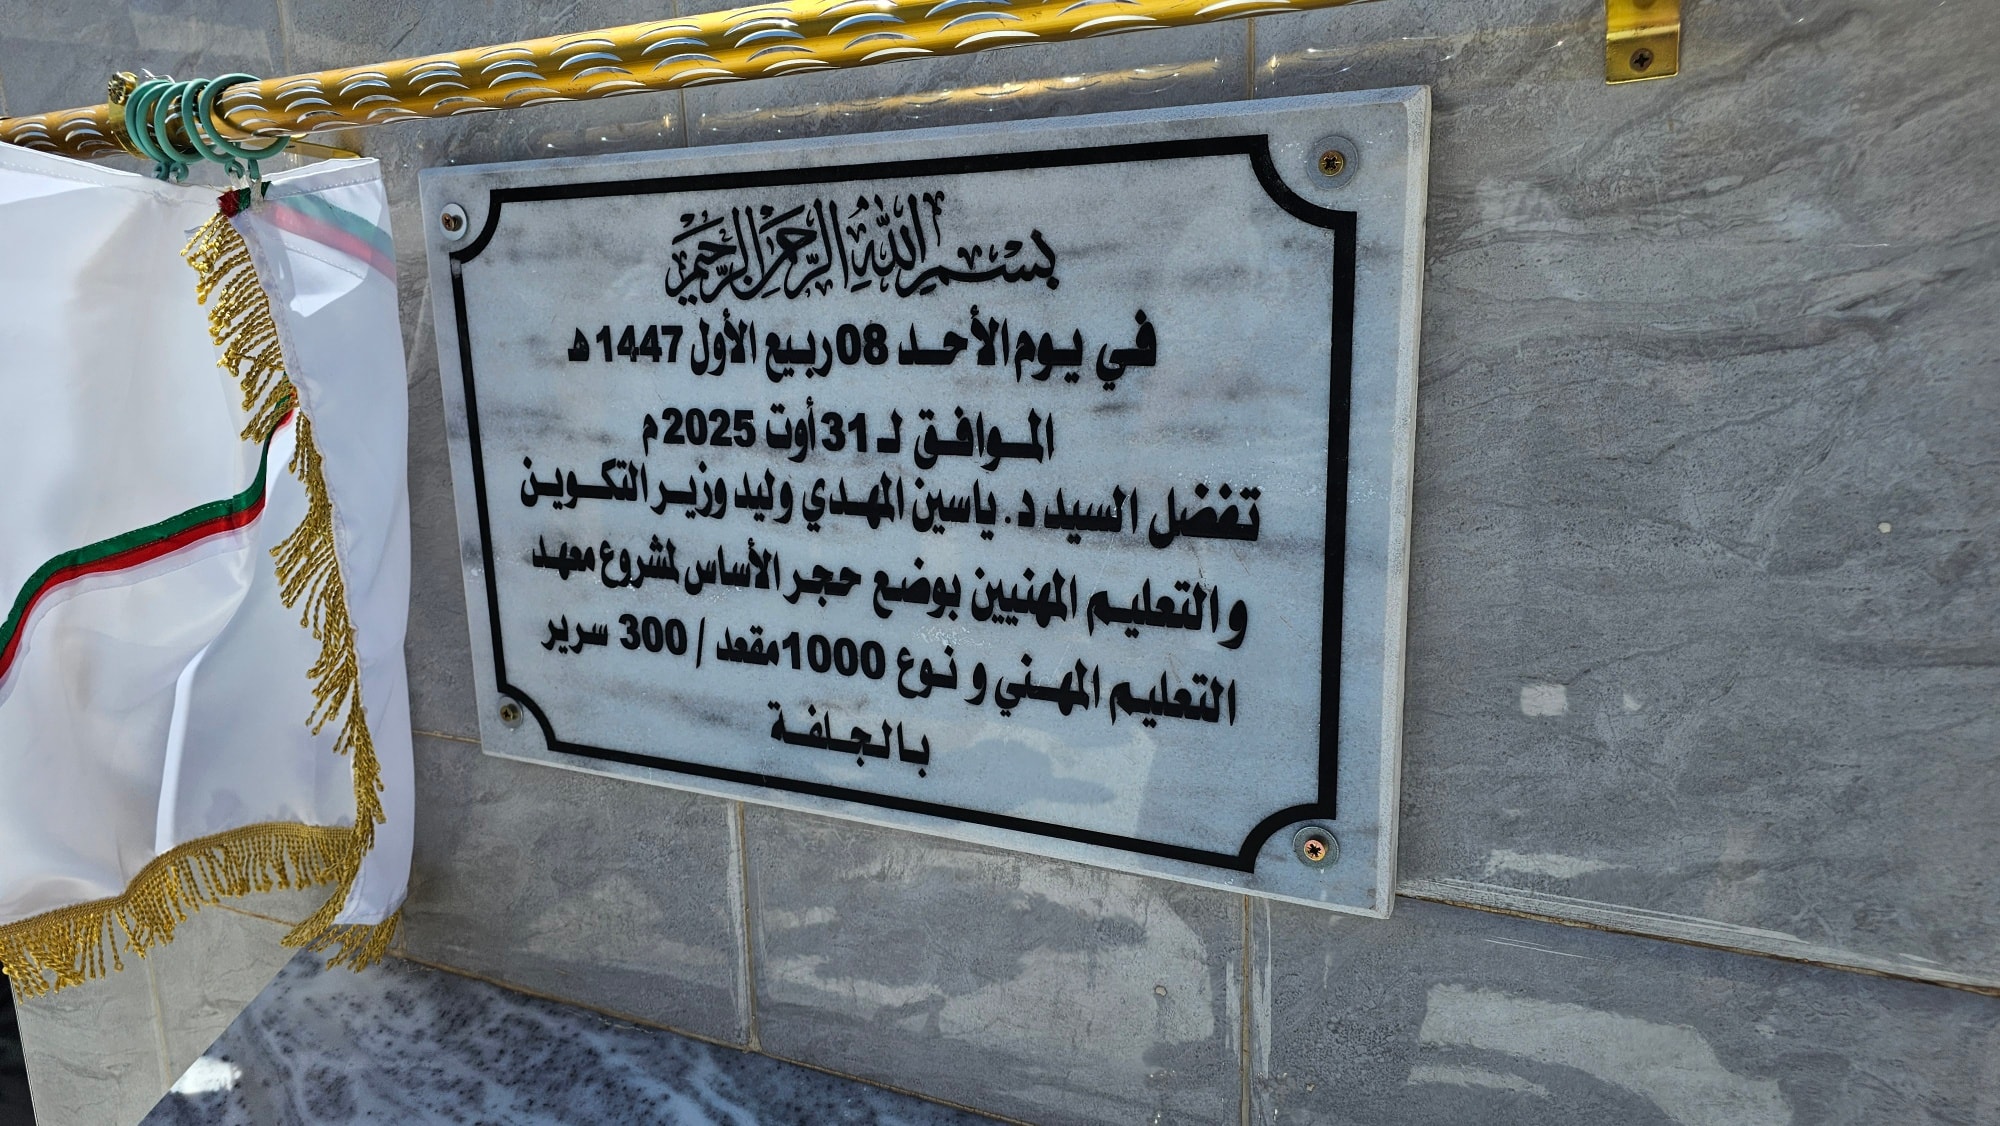 بسم الله الرحمن الرحيم
في يوم الأحد 08 ربيع الأول 1447 هـ
الموافق لـ 31 أوت 2025 م
تفضل السيد د. ياسين المهدي وليد وزير التكوين
و التعليم المهنيين بوضع حجر الأساس لمشروع معهد
التعليم المهني و نوع 1000 مقعد / 300 سرير
بالجلفة